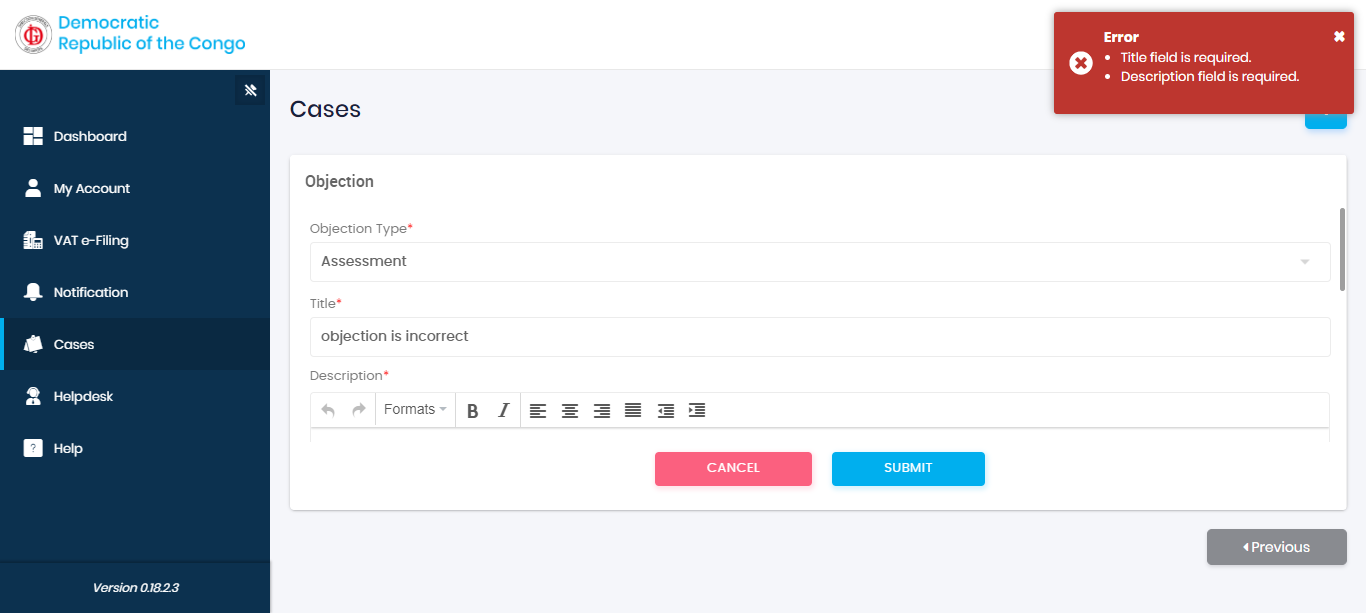 Democratic
Republic of the Congo
Error
Title field is required.
Description field is required.
Dashboard
My Account
VAT e-Filing
Notification
Cases
Helpdesk
Help
Version 0.18.2.3
Cases
Objection
Objection Type*
Assessment
Title*
objection is incorrect
Description*
Formats
B I
CANCEL
SUBMIT
Previous